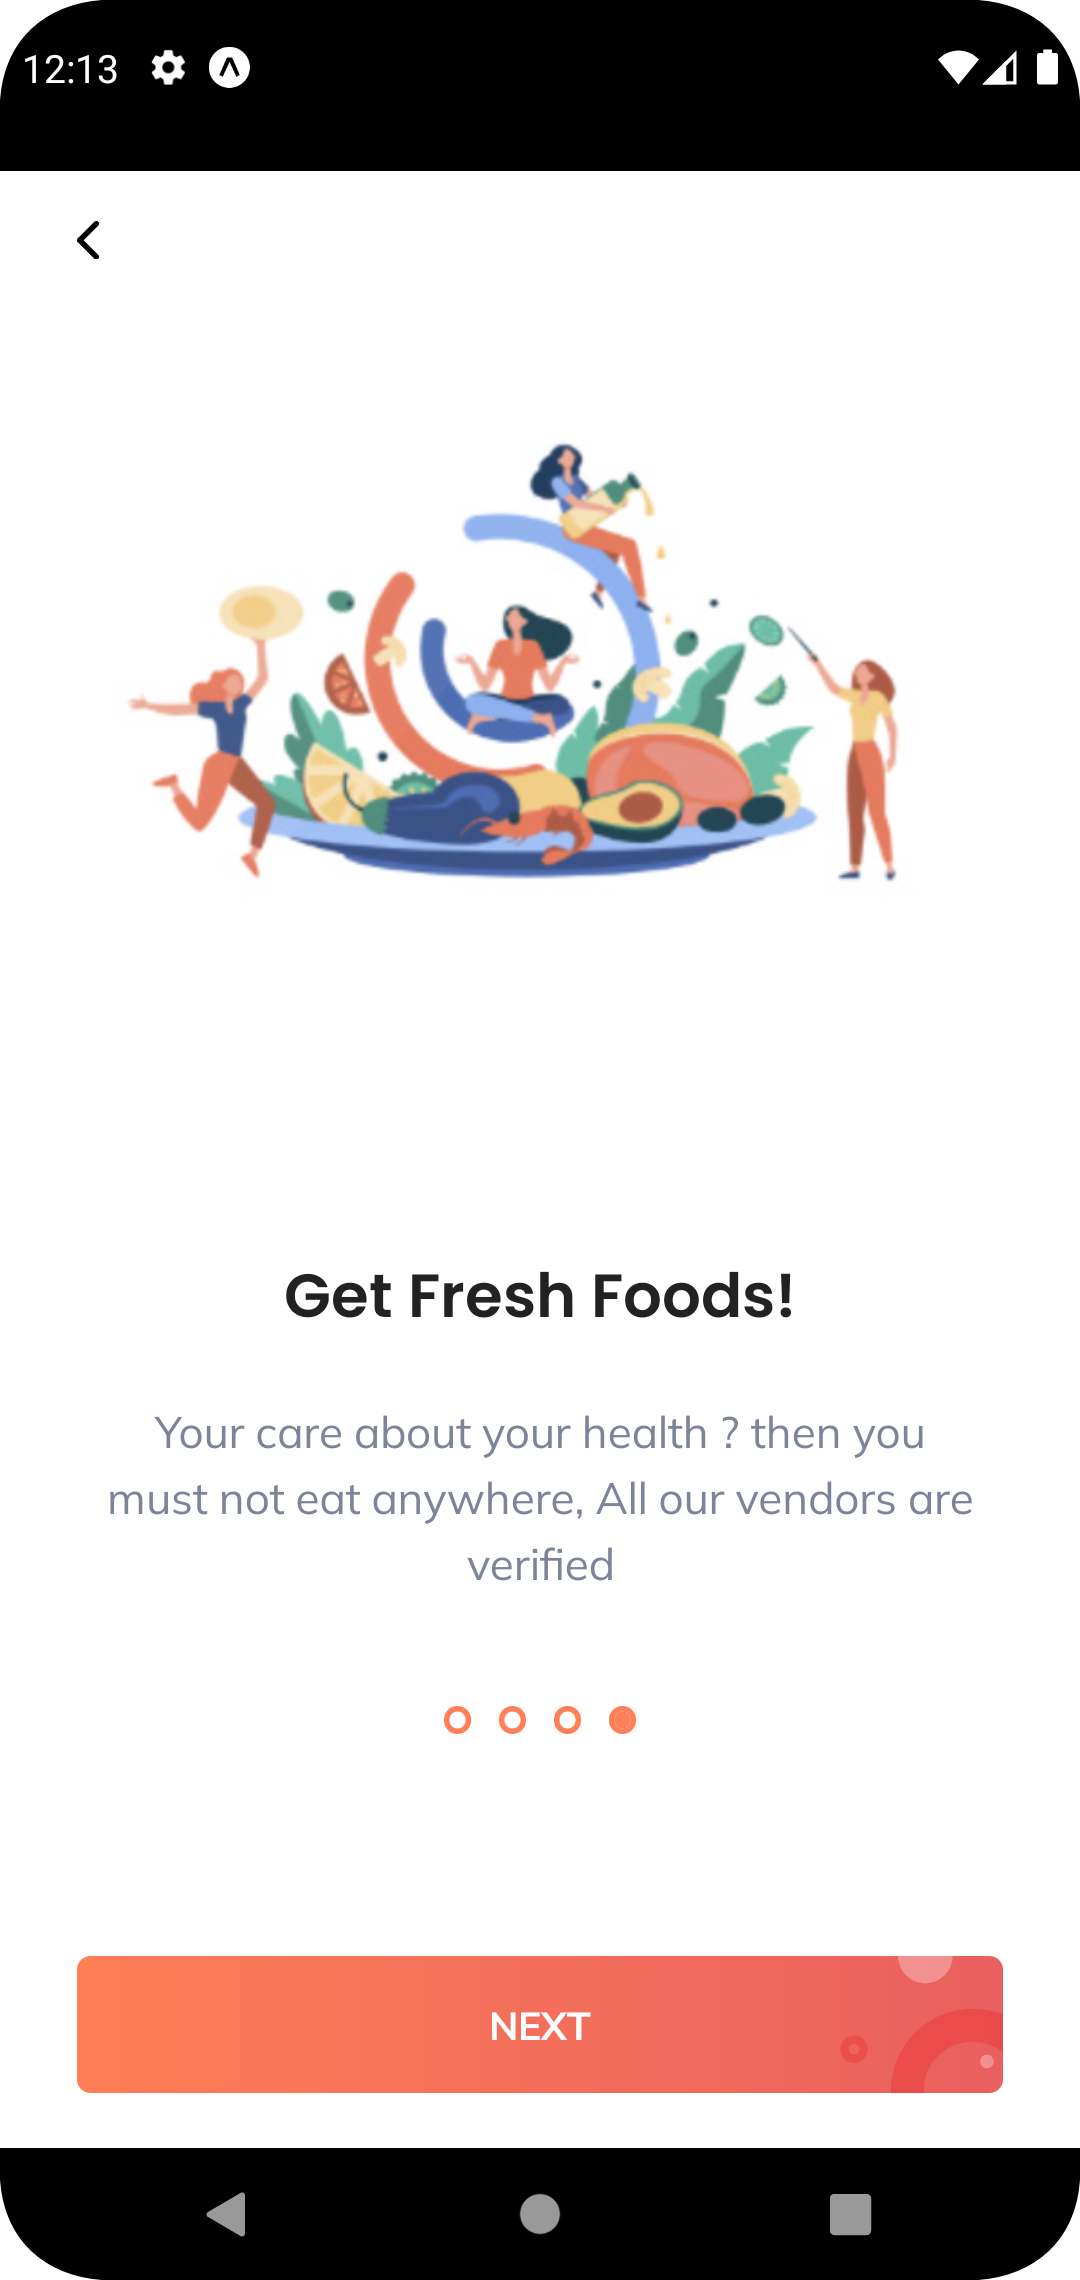 12:13
Get Fresh Foods!
Your care about your health ? then you
must not eat anywhere, All our vendors are
verified
NEXT